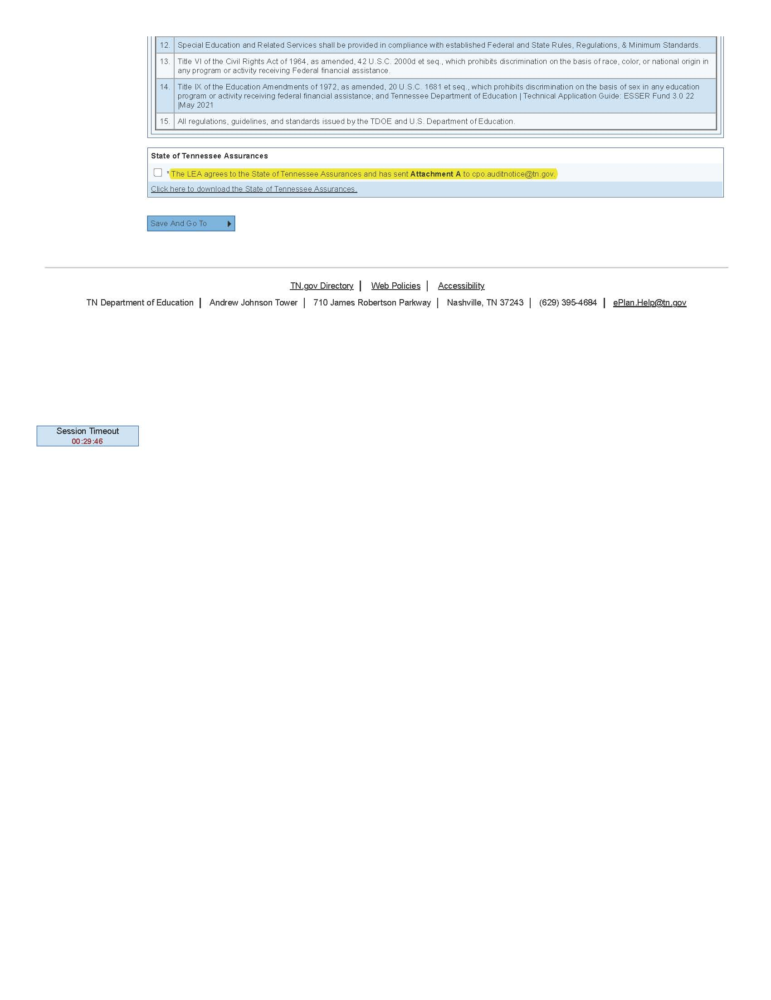 12. Special Education and Related Services shall be provided in compliance with established Federal and State Rules, Regulations, & Minimum Standards.
13. Title VI of the Civil Rights Act of 1964, as amended, 42 U.S.C. 2000d et seq., which prohibits discrimination on the basis of race, color, or national origin in
any program or activity receiving Federal financial assistance.
14. Title IX of the Education Amendments of 1972, as amended, 20 U.S.C. 1681 et seq., which prohibits discrimination on the basis of sex in any education
program or activity receiving federal financial assistance; and Tennessee Department of Education | Technical Application Guide: ESSER Fund 3.0 22
|May 2021
15. All regulations, guidelines, and standards issued by the TDOE and U.S. Department of Education.
State of Tennessee Assurances
* The LEA agrees to the State of Tennessee Assurances and has sent Attachment A to cpo.auditnotice@tn.gov.
Click here to download the State of Tennessee Assurances.
Save And Go To
TN.gov Directory | Web Policies | Accessibility
TN Department of Education | Andrew Johnson Tower | 710 James Robertson Parkway | Nashville, TN 37243 | (629) 395-4684 | ePlan.Help@tn.gov
Session Timeout
00:29:46